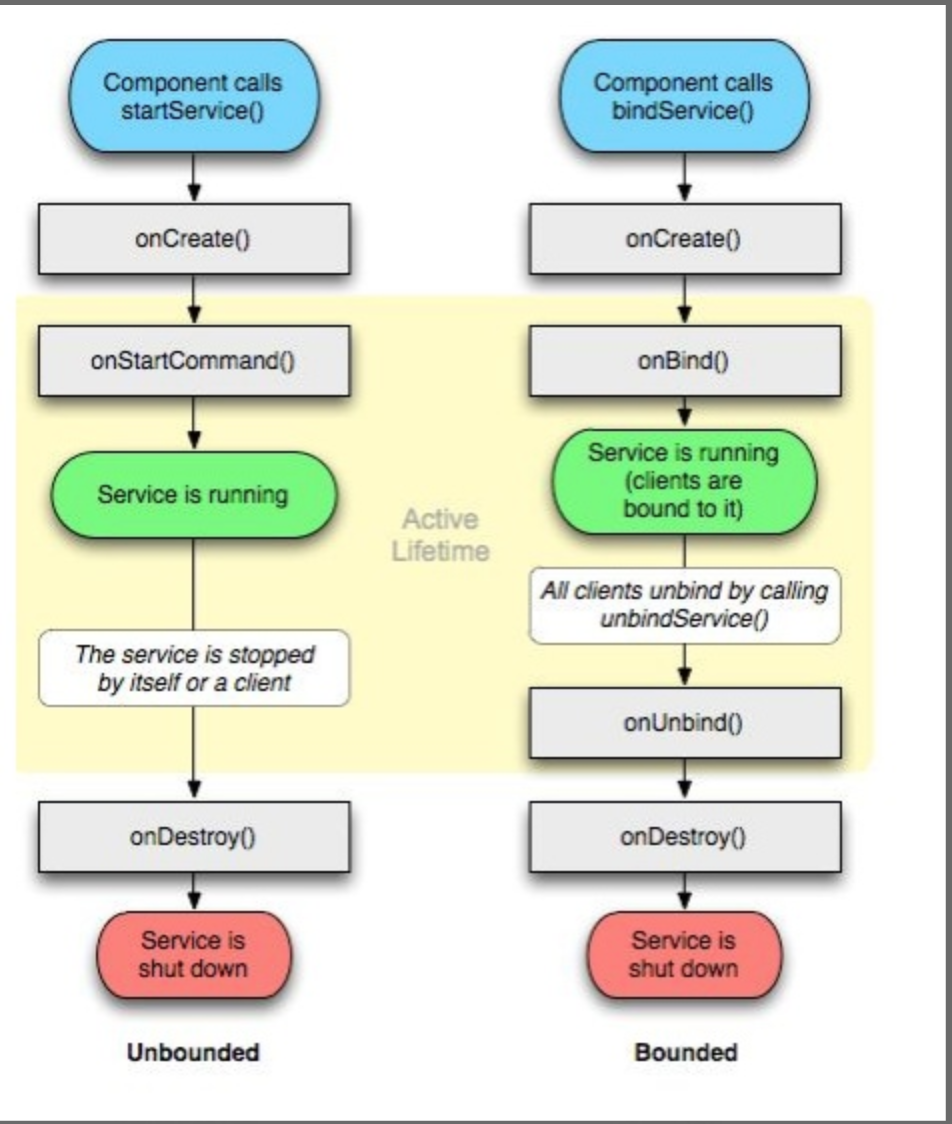 Component calls
startService()
onCreate()
onStartCommand()
Service is running
The service is stopped
by itself or a client
onDestroy()
Service is
shut down
Unbounded
Active
Lifetime
Component calls
bindService()
onCreate()
onBind()
Service is running
(clients are
bound to it)
All clients unbind by calling
unbindService()
onUnbind()
onDestroy()
Service is
shut down
Bounded